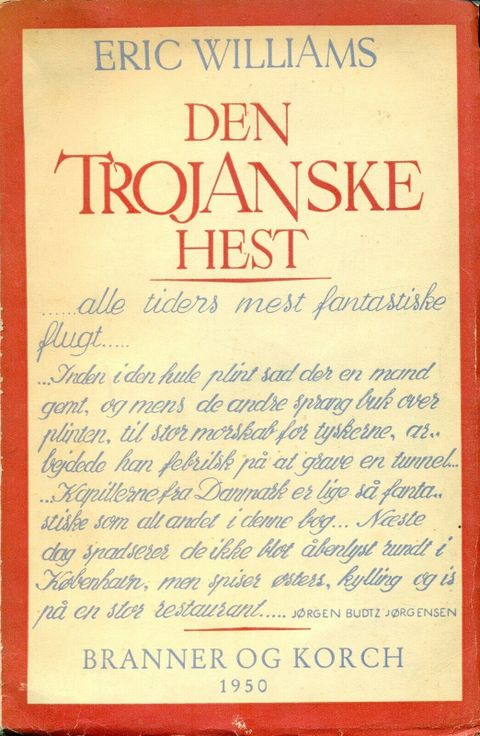 ERIC WILLIAMS
DEN
TROJANSKE
HEST
......alle tiders mest fantastiske
flugt.....
...Inden i den hule plint sad der en mand
gemt, og mens de andre sprang buk over
plinten, til stor morskab for tyskerne, ar..
bejdede han febrilsk på at grave en tunnel...
...Kapitlerne fra Danmark er lige så fanta..
stiske som alt andet i denne bog... Næste
dag spadserer de ikke blot åbenlyst rundt i
København, men spiser østers, kylling og is
på en stor restaurant..... JØRGEN BUDTZ JØRGENSEN
BRANNER OG KORCH
1950